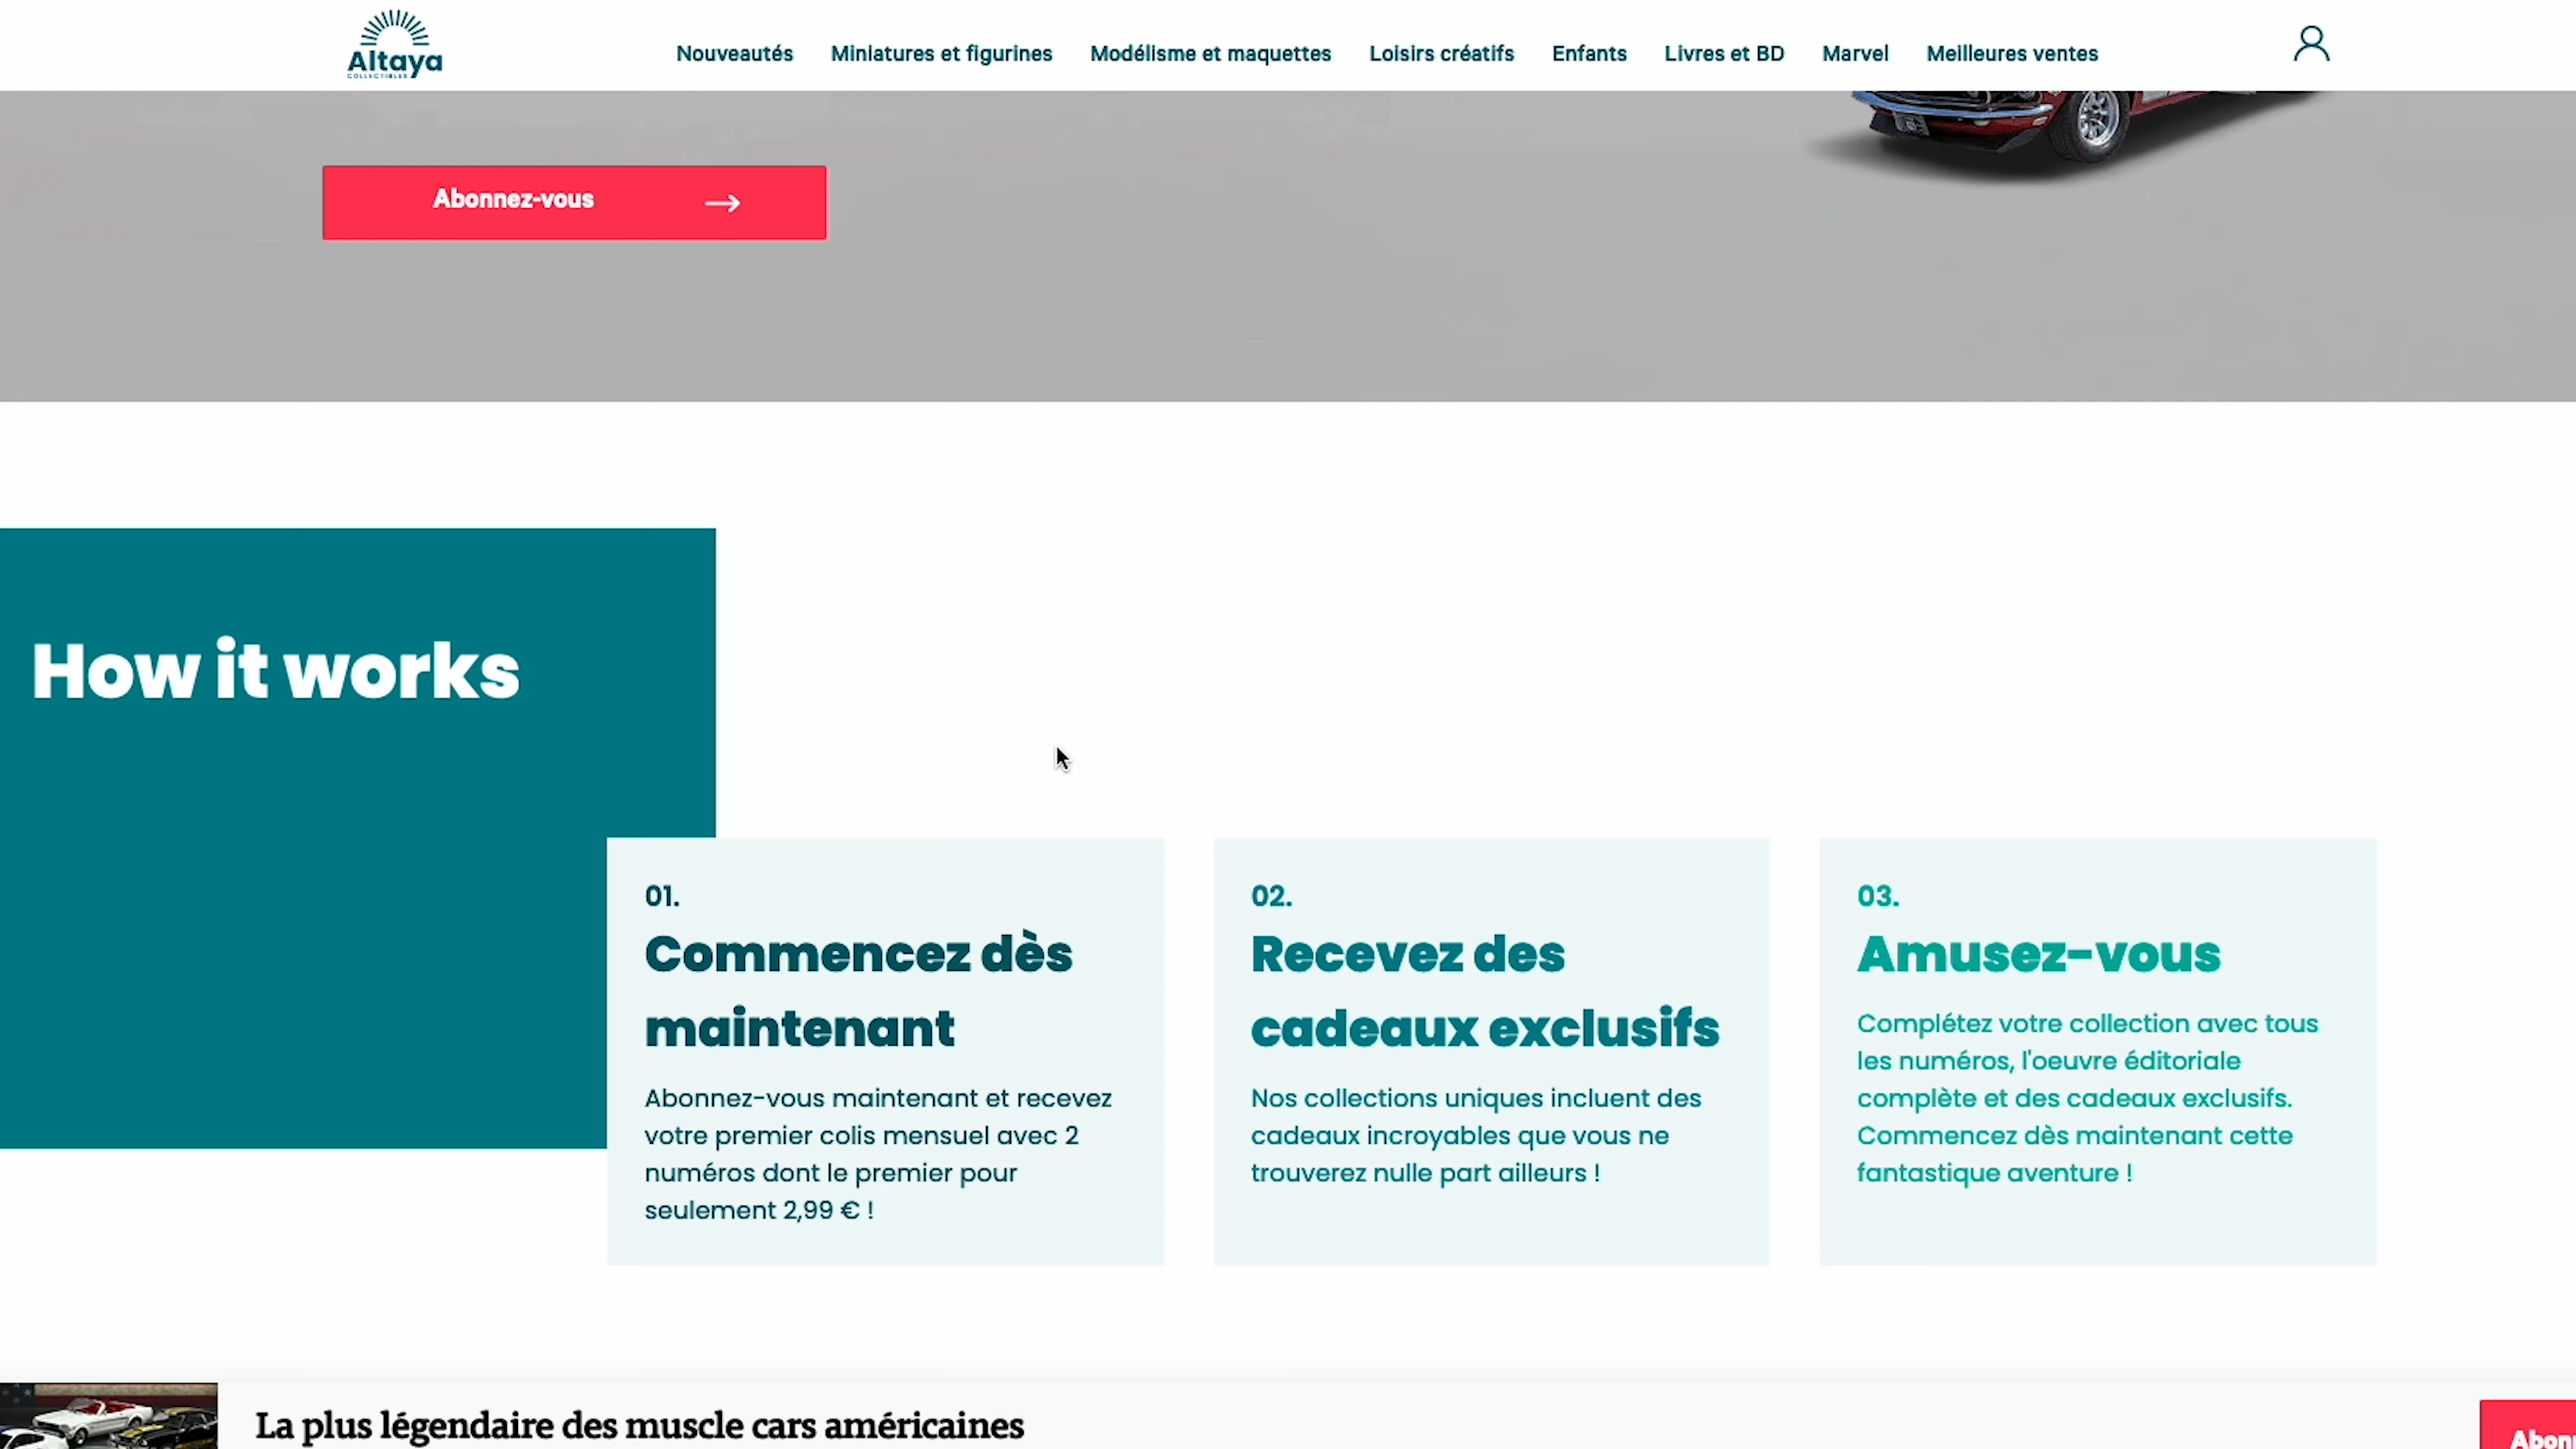 Altaya
COLLECTIBLES
Nouveautés
Miniatures et figurines
Modélisme et maquettes
Loisirs créatifs
Enfants
Livres et BD
Marvel
Meilleures ventes
Abonnez-vous
How it works
01.
Commencez dès
maintenant
Abonnez-vous maintenant et recevez
votre premier colis mensuel avec 2
numéros dont le premier pour
seulement 2,99 € !
02.
Recevez des
cadeaux exclusifs
Nos collections uniques incluent des
cadeaux incroyables que vous ne
trouverez nulle part ailleurs !
03.
Amusez-vous
Complétez votre collection avec tous
les numéros, l'oeuvre éditoriale
complète et des cadeaux exclusifs.
Commencez dès maintenant cette
fantastique aventure !
La plus légendaire des muscle cars américaines